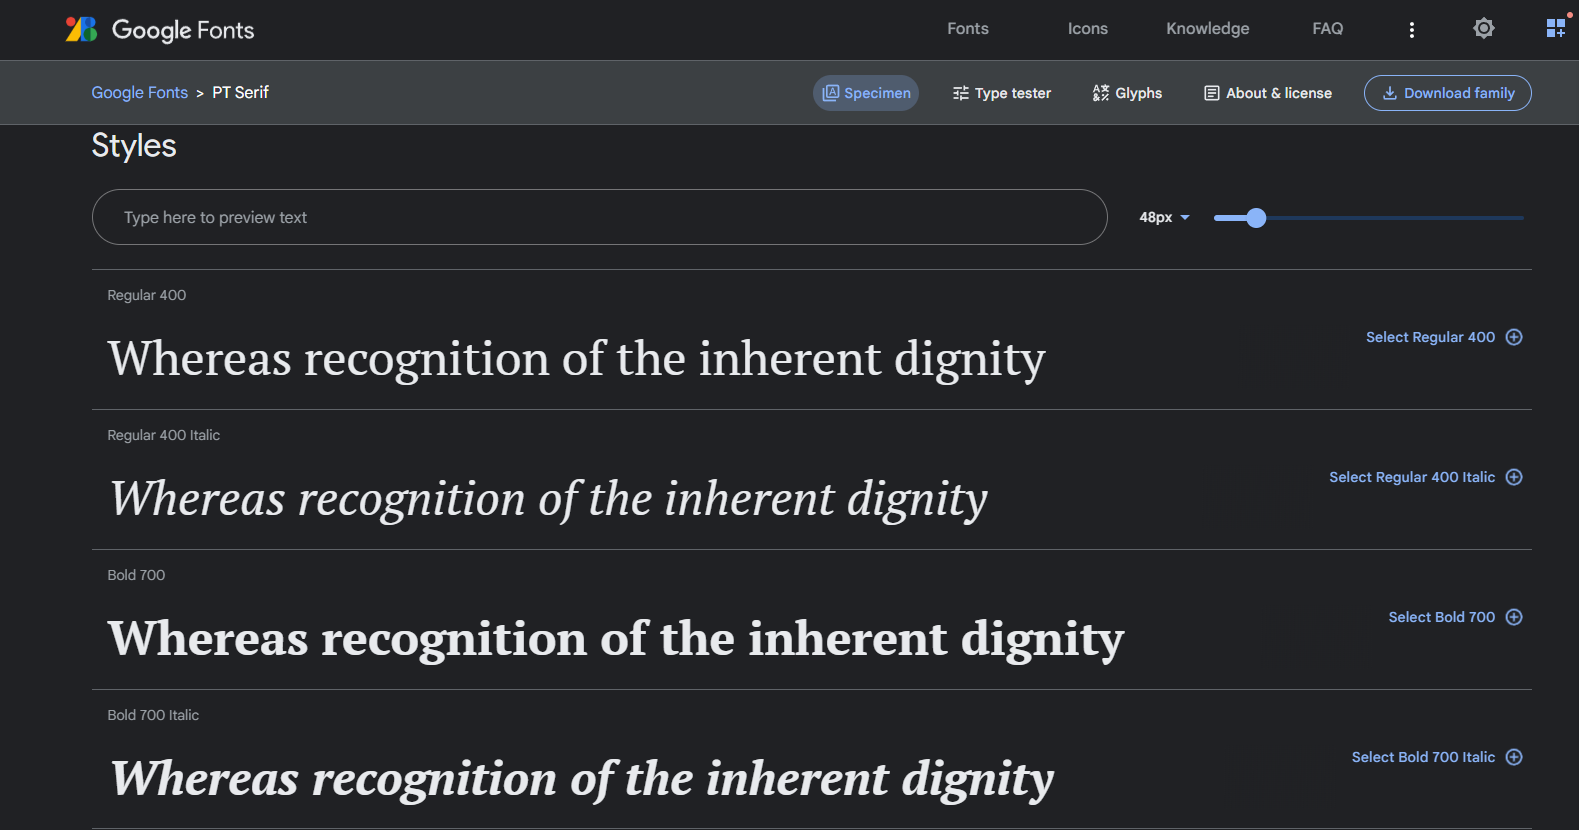 Google Fonts
Fonts
Icons
Knowledge
FAQ
Google Fonts > PT Serif
Specimen
Type tester
Glyphs
About & license
Download family
Styles
Type here to preview text
48px
Regular 400
Whereas recognition of the inherent dignity
Select Regular 400
Regular 400 Italic
Whereas recognition of the inherent dignity
Select Regular 400 Italic
Bold 700
Whereas recognition of the inherent dignity
Select Bold 700
Bold 700 Italic
Whereas recognition of the inherent dignity
Select Bold 700 Italic